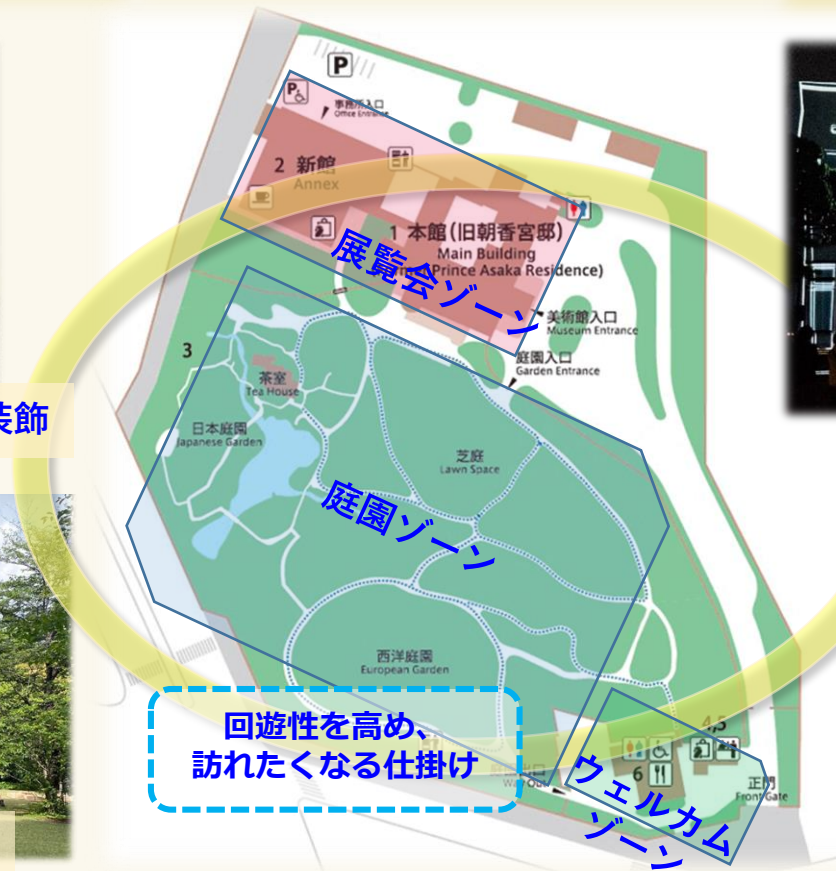 P
P
事務所入口
Office Entrance
2 新館
Annex
1 本館(旧朝香宮邸)
Main Building
Prince Asaka Residence)
展覧会ゾーン
美術館入口
Museum Entrance
庭園入口
Garden Entrance
3
茶室
Tea House
日本庭園
Japanese Garden
装飾
芝庭
Lawn Space
庭園ゾーン
西洋庭園
European Garden
回遊性を高め、
訪れたくなる仕掛け
Way Out
4,5
6
正門
Front Gate
ウェルカム
ゾーン